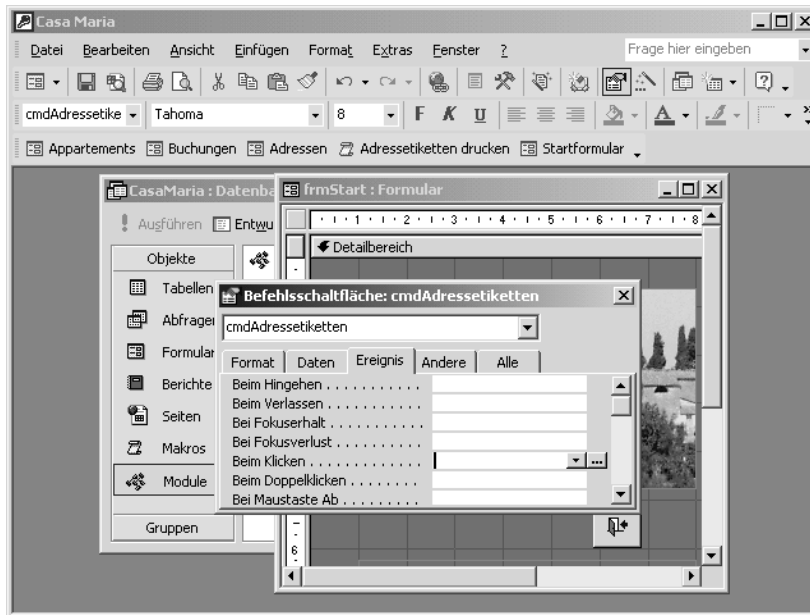 Casa Maria
Datei Bearbeiten Ansicht Einfügen Format Extras Fenster ? Frage hier eingeben
cmdAdressetike Tahoma 8 F K U A
Appartements Buchungen Adressen Adressetiketten drucken Startformular
CasaMaria : Datenba
frmStart : Formular
Ausführen Entwu
1 2 3 4 5 6 7 8
Detailbereich
Objekte
Tabellen
Abfragen
Formular
Berichte
Seiten
Makros
Module
Gruppen
Befehlsschaltfläche: cmdAdressetiketten
cmdAdressetiketten
Format Daten Ereignis Andere Alle
Beim Hingehen . . . . . . . . . . .
Beim Verlassen . . . . . . . . . . .
Bei Fokuserhalt . . . . . . . . . . .
Bei Fokusverlust . . . . . . . . . .
Beim Klicken . . . . . . . . . . . . .
Beim Doppelklicken . . . . . . .
Bei Maustaste Ab . . . . . . . . .
6